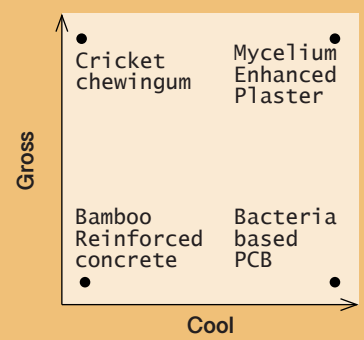 Cricket
chewingum
Mycelium
Enhanced
Plaster
Gross
Bamboo
Reinforced
concrete
Bacteria
based
PCB
Cool